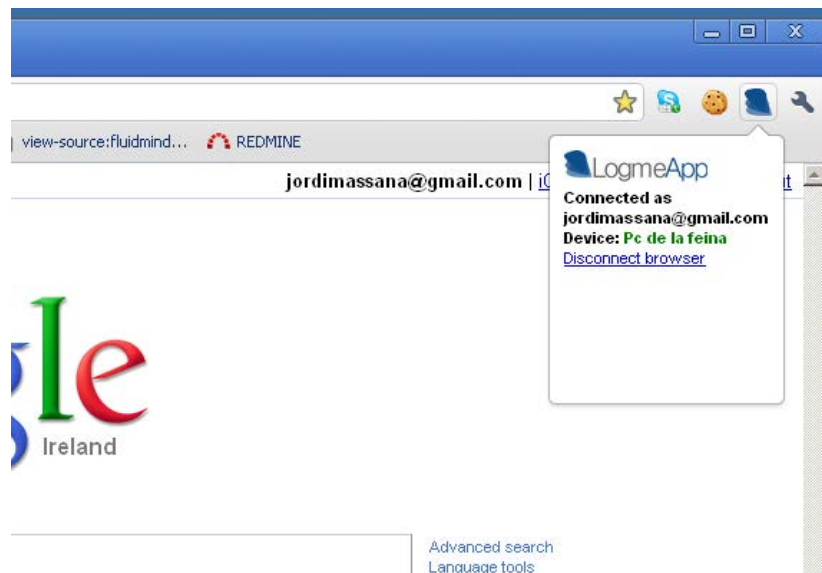 view-source:fluidmind... REDMINE
jordimassana@gmail.com |
LogmeApp
Connected as
jordimassana@gmail.com
Device: Pc de la feina
Disconnect browser
gle
Ireland
Advanced search
Language tools